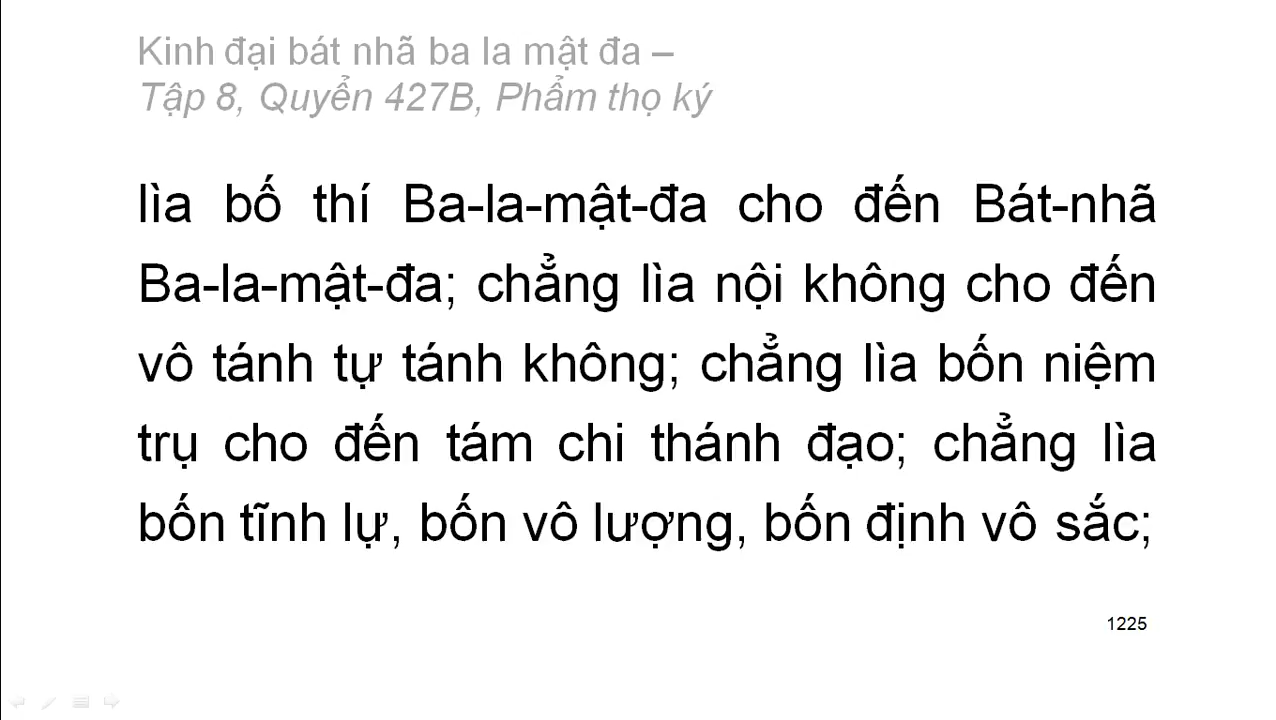 Kinh đại bát nhã ba la mật đa –
Tập 8, Quyển 427B, Phẩm thọ ký
lìa bố thí Ba-la-mật-đa cho đến Bát-nhã
Ba-la-mật-đa; chẳng lìa nội không cho đến
vô tánh tự tánh không; chẳng lìa bốn niệm
trụ cho đến tám chi thánh đạo; chẳng lìa
bốn tĩnh lự, bốn vô lượng, bốn định vô sắc;
1225